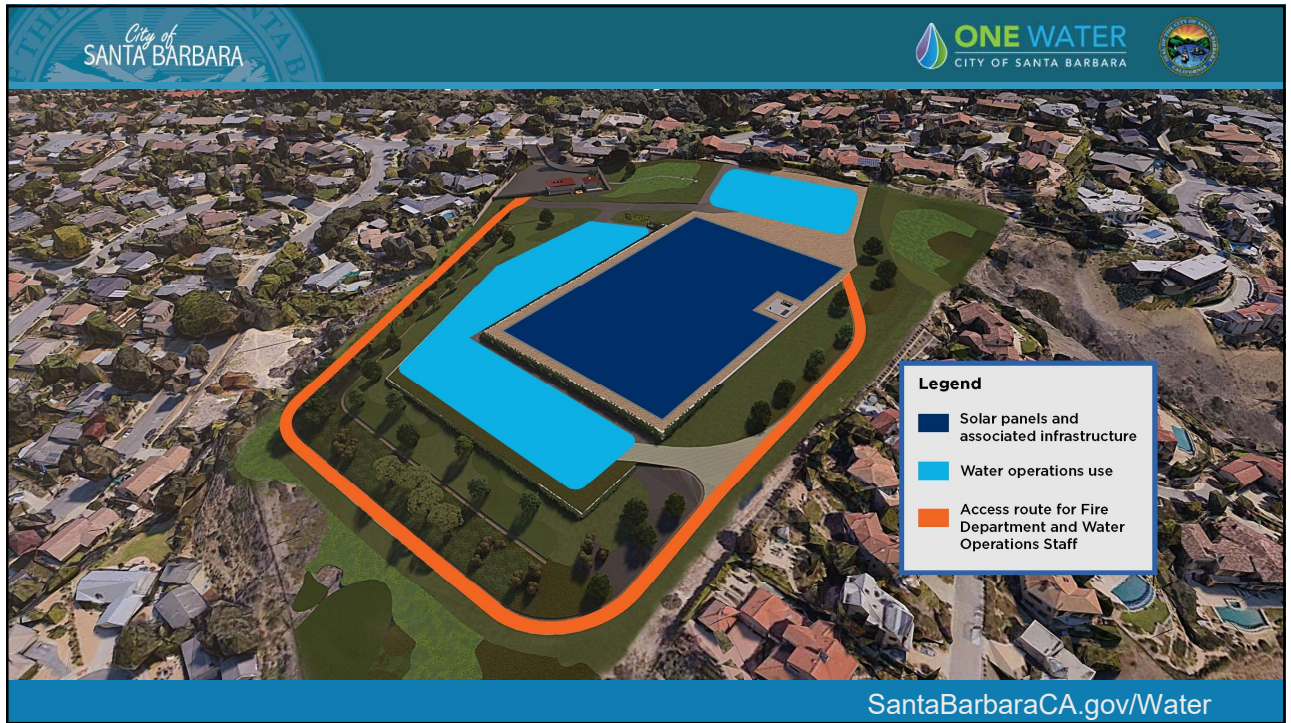 City of
SANTA BARBARA
ONE WATER
CITY OF SANTA BARBARA
Legend
Solar panels and
associated infrastructure
Water operations use
Access route for Fire
Department and Water
Operations Staff
SantaBarbaraCA.gov/Water